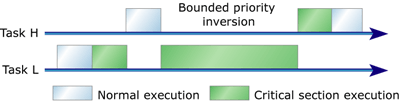 Bounded priority
inversion
Task H
Task L
Normal execution
Critical section execution